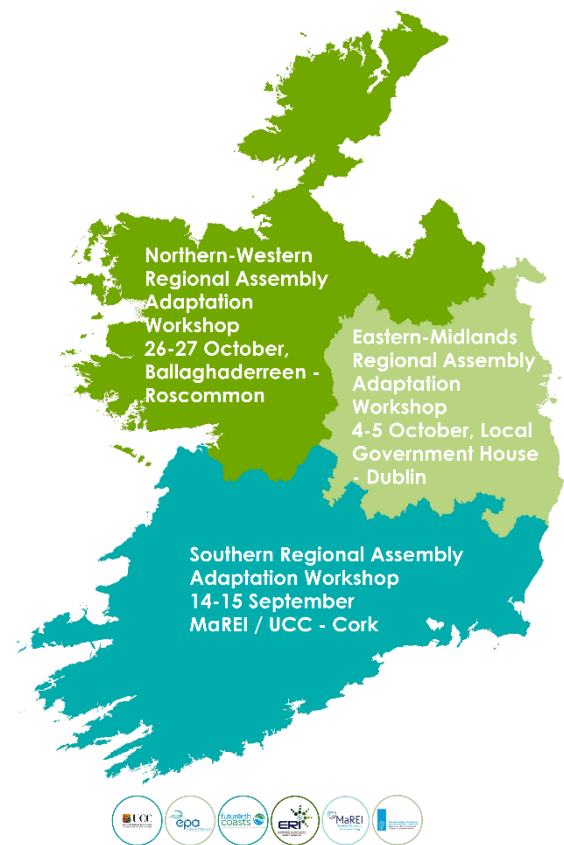 Northern-Western
Regional Assembly
Adaptation
Workshop
26-27 October,
Ballaghaderreen -
Roscommon
Eastern-Midlands
Regional Assembly
Adaptation
Workshop
4-5 October, Local
Government House
- Dublin
Southern Regional Assembly
Adaptation Workshop
14-15 September
MaREI / UCC - Cork
UCC
epa
coasts
ERI
MaREI